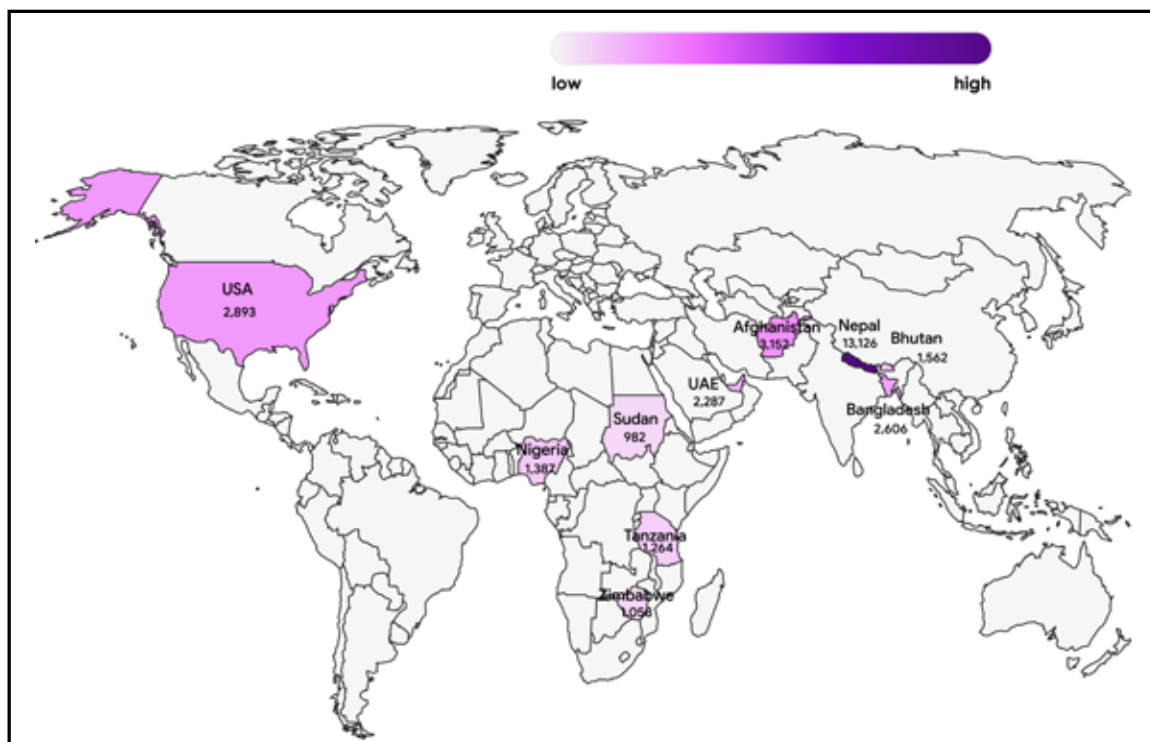 low high
USA
2,893
Afghanistan
3,152
Nepal
13,126
Bhutan
1,562
UAE
2,287
Bangladesh
2,606
Sudan
982
Nigeria
1,387
Tanzania
1,264
Zimbabwe
1,058